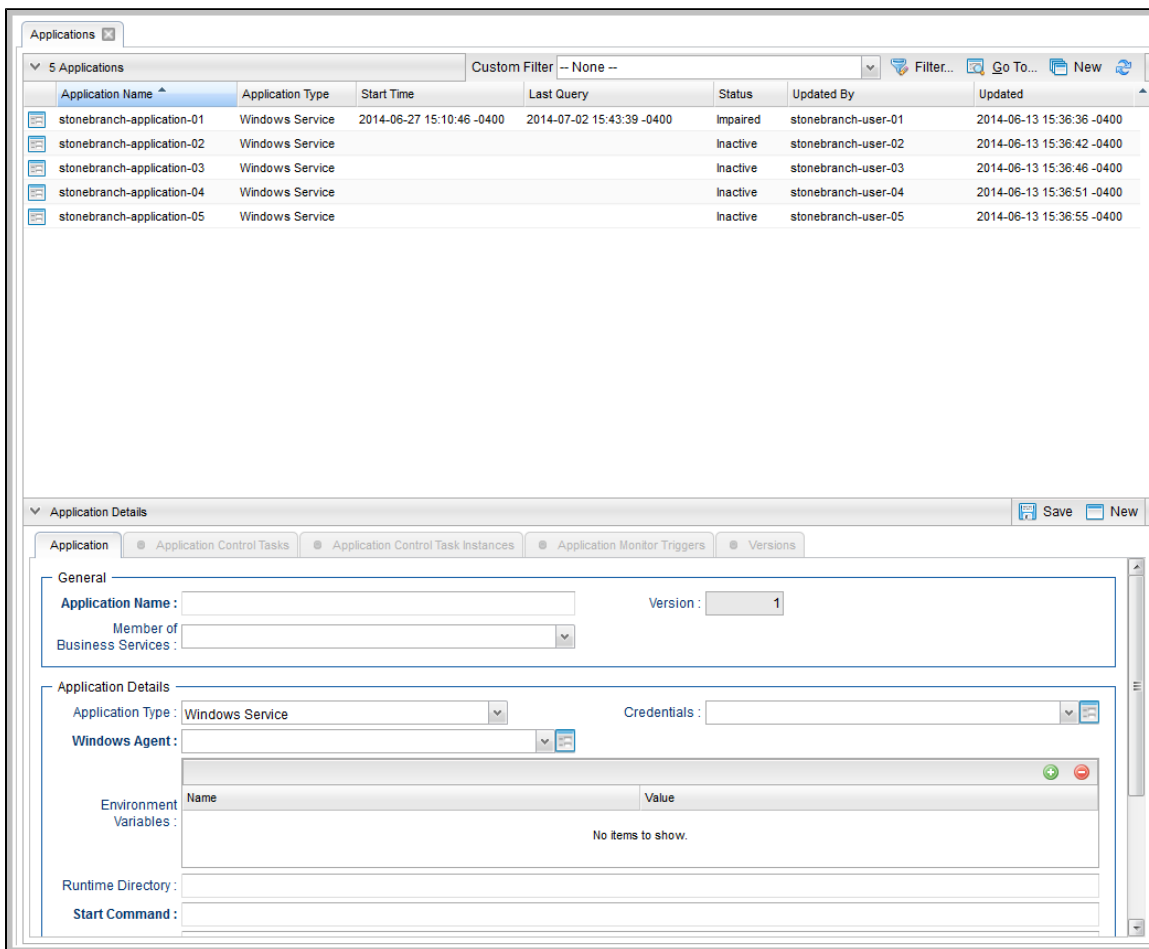 Applications
5 Applications Custom Filter -- None -- Filter... Go To... New
Application Name Application Type Start Time Last Query Status Updated By Updated
stonebranch-application-01 Windows Service 2014-06-27 15:10:46 -0400 2014-07-02 15:43:39 -0400 Impaired stonebranch-user-01 2014-06-13 15:36:36 -0400
stonebranch-application-02 Windows Service Inactive stonebranch-user-02 2014-06-13 15:36:42 -0400
stonebranch-application-03 Windows Service Inactive stonebranch-user-03 2014-06-13 15:36:46 -0400
stonebranch-application-04 Windows Service Inactive stonebranch-user-04 2014-06-13 15:36:51 -0400
stonebranch-application-05 Windows Service Inactive stonebranch-user-05 2014-06-13 15:36:55 -0400
Application Details Save New
Application Application Control Tasks Application Control Task Instances Application Monitor Triggers Versions
General
Application Name : Version : 1
Member of
Business Services :
Application Details
Application Type : Windows Service Credentials :
Windows Agent :
Name Value
Environment
Variables :
No items to show.
Runtime Directory :
Start Command :